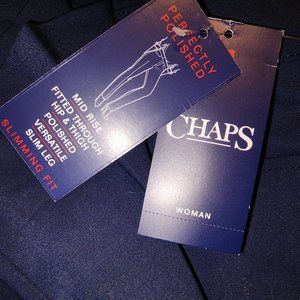 PERFECTLY
POLISHED
MID RISE
FITTED THROUGH
HIP & THIGH
POLISHED
VERSATILE
SLIM LEG
SLIMMING FIT
CHAPS
WOMAN